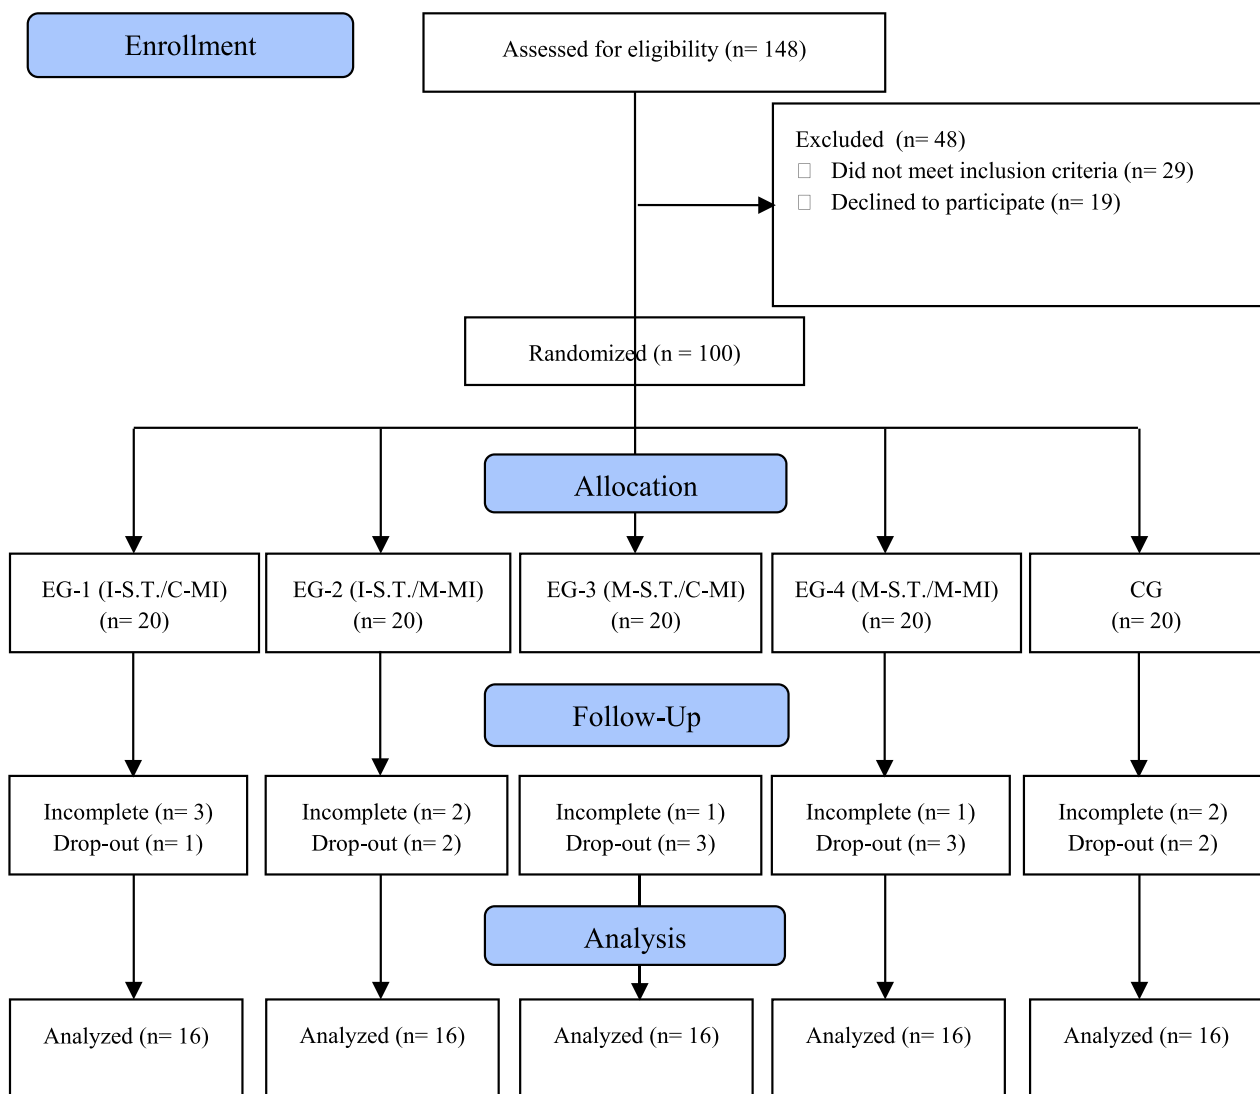 Enrollment
Assessed for eligibility (n= 148)
Excluded (n= 48)
Did not meet inclusion criteria (n= 29)
Declined to participate (n= 19)
Randomized (n = 100)
Allocation
EG-1 (I-S.T./C-MI)
(n= 20)
EG-2 (I-S.T./M-MI)
(n= 20)
EG-3 (M-S.T./C-MI)
(n= 20)
EG-4 (M-S.T./M-MI)
(n= 20)
CG
(n= 20)
Follow-Up
Incomplete (n= 3)
Drop-out (n= 1)
Incomplete (n= 2)
Drop-out (n= 2)
Incomplete (n= 1)
Drop-out (n= 3)
Incomplete (n= 1)
Drop-out (n= 3)
Incomplete (n= 2)
Drop-out (n= 2)
Analysis
Analyzed (n= 16)
Analyzed (n= 16)
Analyzed (n= 16)
Analyzed (n= 16)
Analyzed (n= 16)